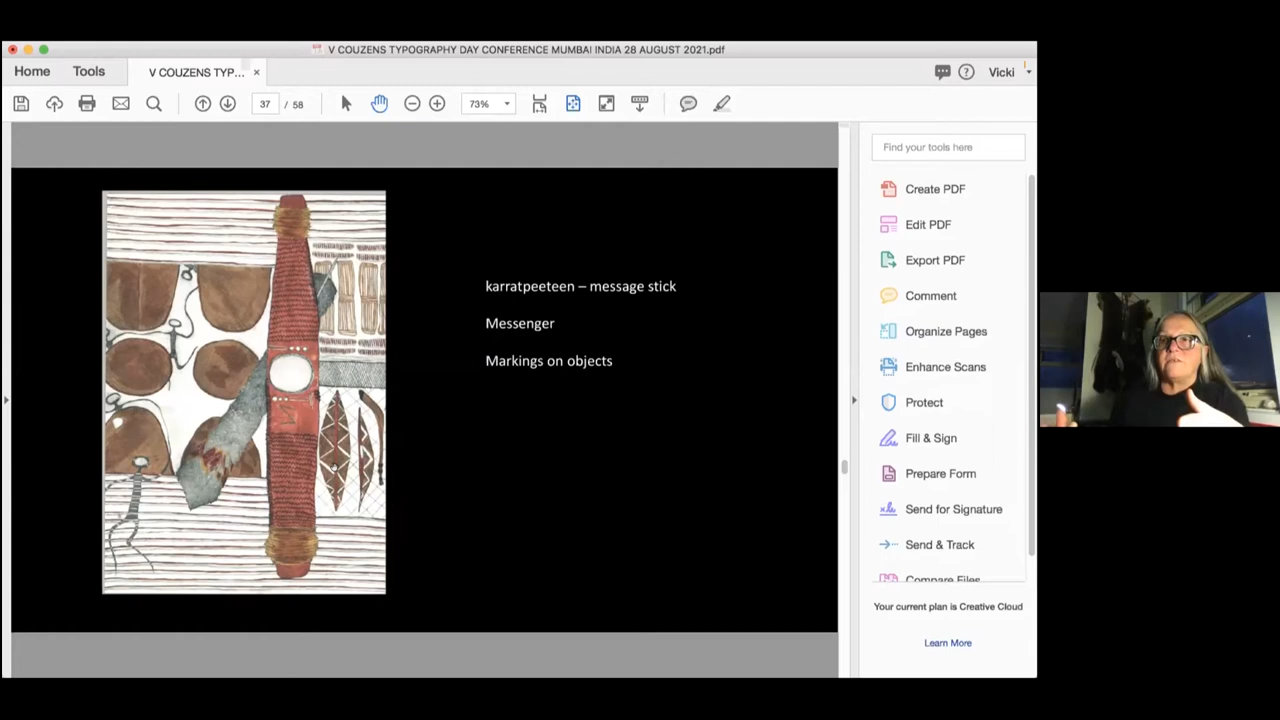 V COUZENS TYPOGRAPHY DAY CONFERENCE MUMBAI INDIA 28 AUGUST 2021.pdf
Home
Tools
V COUZENS TYP...
Vicki
37 / 58
73%
karratpeeteen – message stick
Messenger
Markings on objects
Find your tools here
Create PDF
Edit PDF
Export PDF
Comment
Organize Pages
Enhance Scans
Protect
Fill & Sign
Prepare Form
Send for Signature
Send & Track
Compare Files
Your current plan is Creative Cloud
Learn More